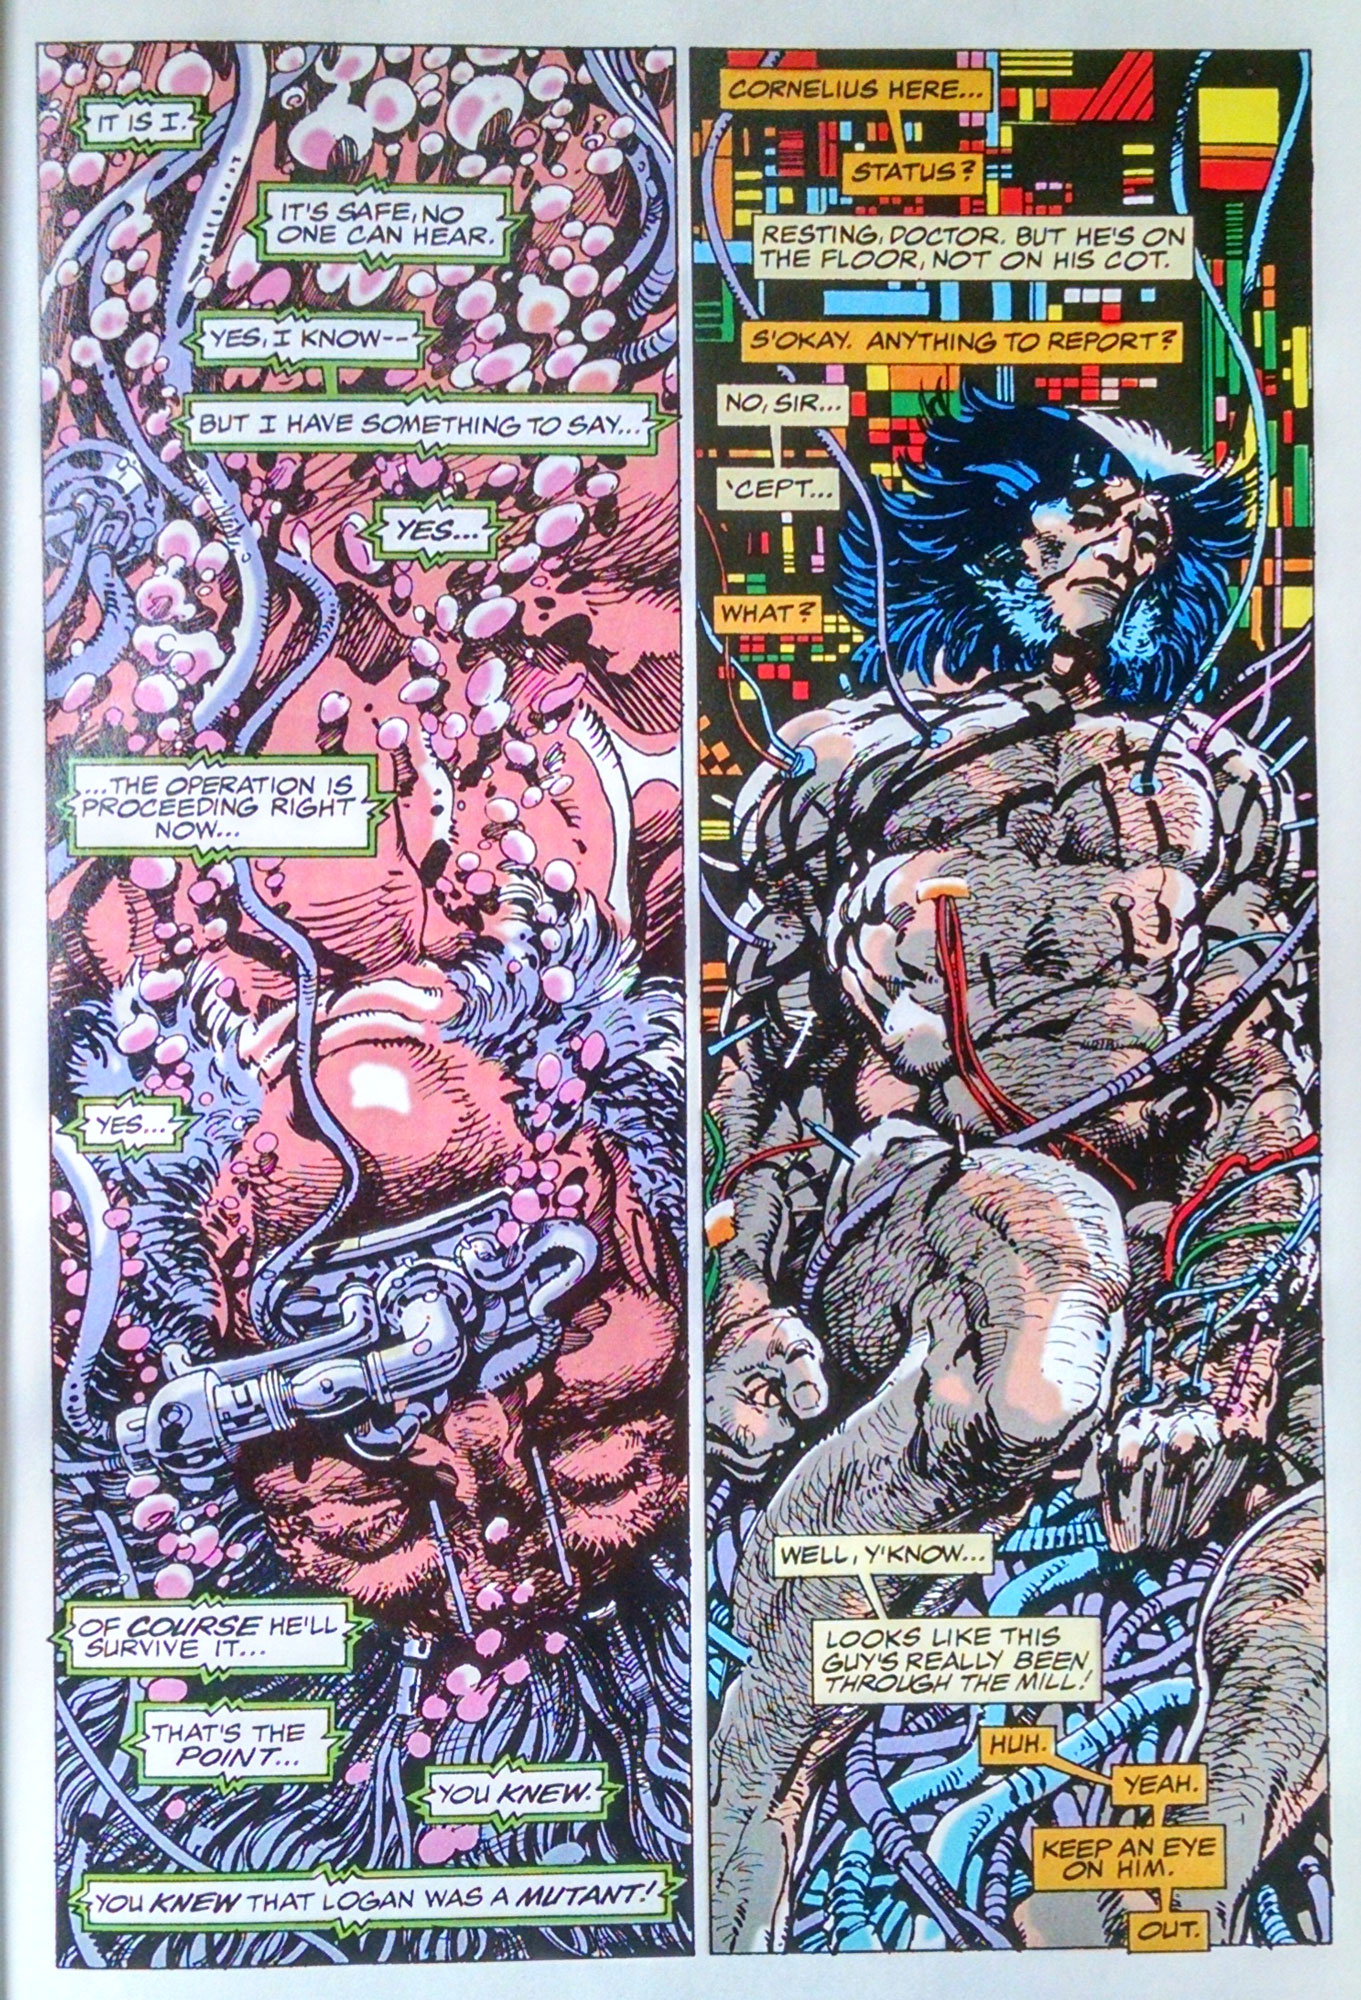 IT IS I.
IT'S SAFE, NO
ONE CAN HEAR.
YES, I KNOW--
BUT I HAVE SOMETHING TO SAY...
YES...
...THE OPERATION IS
PROCEEDING RIGHT
NOW...
YES...
OF COURSE HE'LL
SURVIVE IT...
THAT'S THE
POINT...
YOU KNEW.
YOU KNEW THAT LOGAN WAS A MUTANT!
CORNELIUS HERE...
STATUS?
RESTING, DOCTOR. BUT HE'S ON
THE FLOOR, NOT ON HIS COT.
S'OKAY. ANYTHING TO REPORT?
NO, SIR...
'CEPT...
WHAT?
WELL, Y'KNOW...
LOOKS LIKE THIS
GUY'S REALLY BEEN
THROUGH THE MILL!
HUH.
YEAH.
KEEP AN EYE
ON HIM.
OUT.